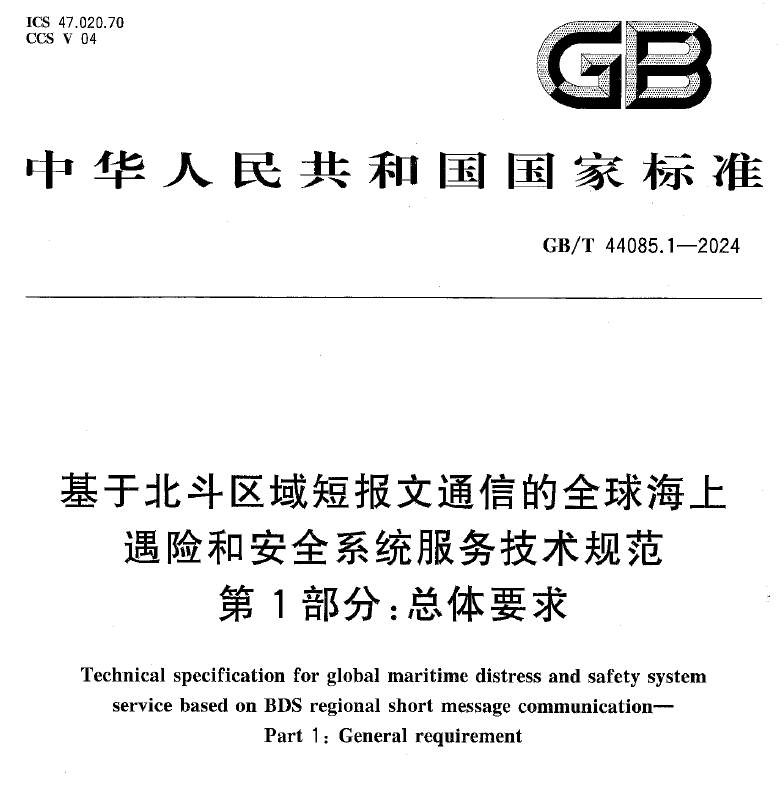 ICS 47.020.70
CCS V 04
GB
中华人民共和国国家标准
GB/T 44085.1—2024
基于北斗区域短报文通信的全球海上
遇险和安全系统服务技术规范
第1部分:总体要求
Technical specification for global maritime distress and safety system
service based on BDS regional short message communication—
Part 1: General requirement